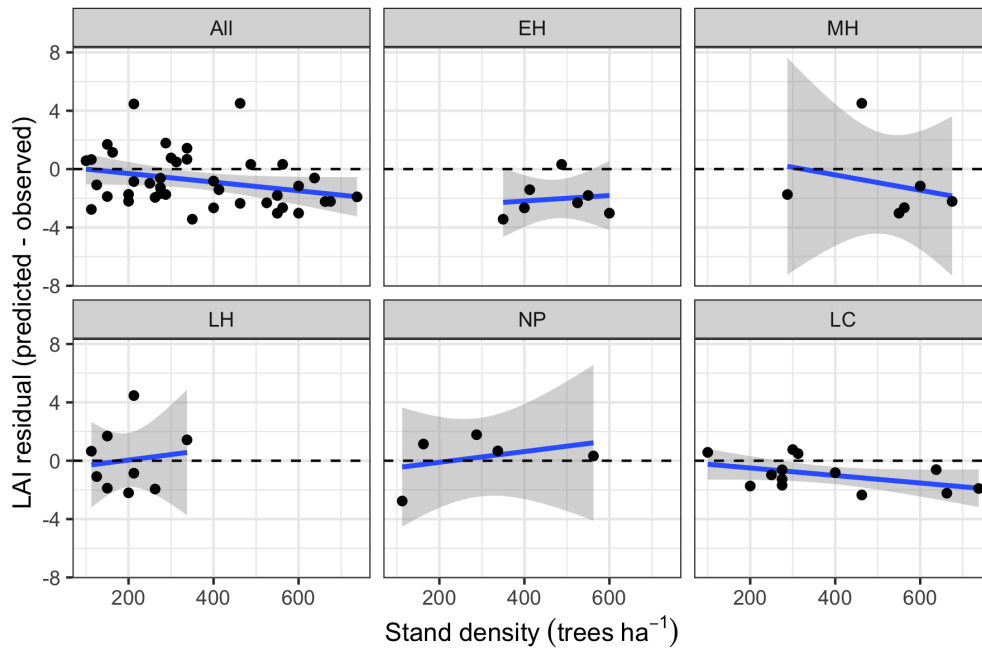 All EH MH
8
4
0
-4
-8
LH NP LC
8
4
0
-4
-8
200 400 600 200 400 600 200 400 600
Stand density (trees ha⁻¹)
LAI residual (predicted - observed)